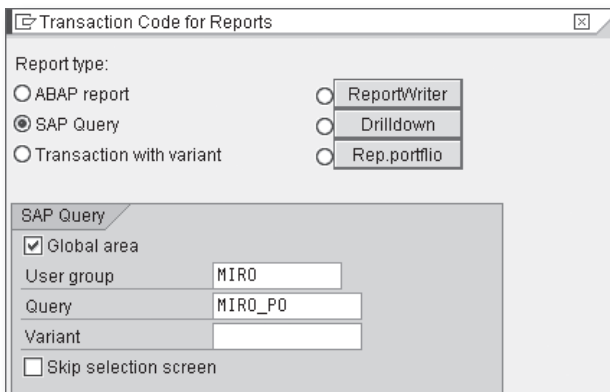 Transaction Code for Reports
Report type:
ABAP report
ReportWriter
SAP Query
Drilldown
Transaction with variant
Rep.portflio
SAP Query
Global area
User group MIRO
Query MIRO_PO
Variant
Skip selection screen